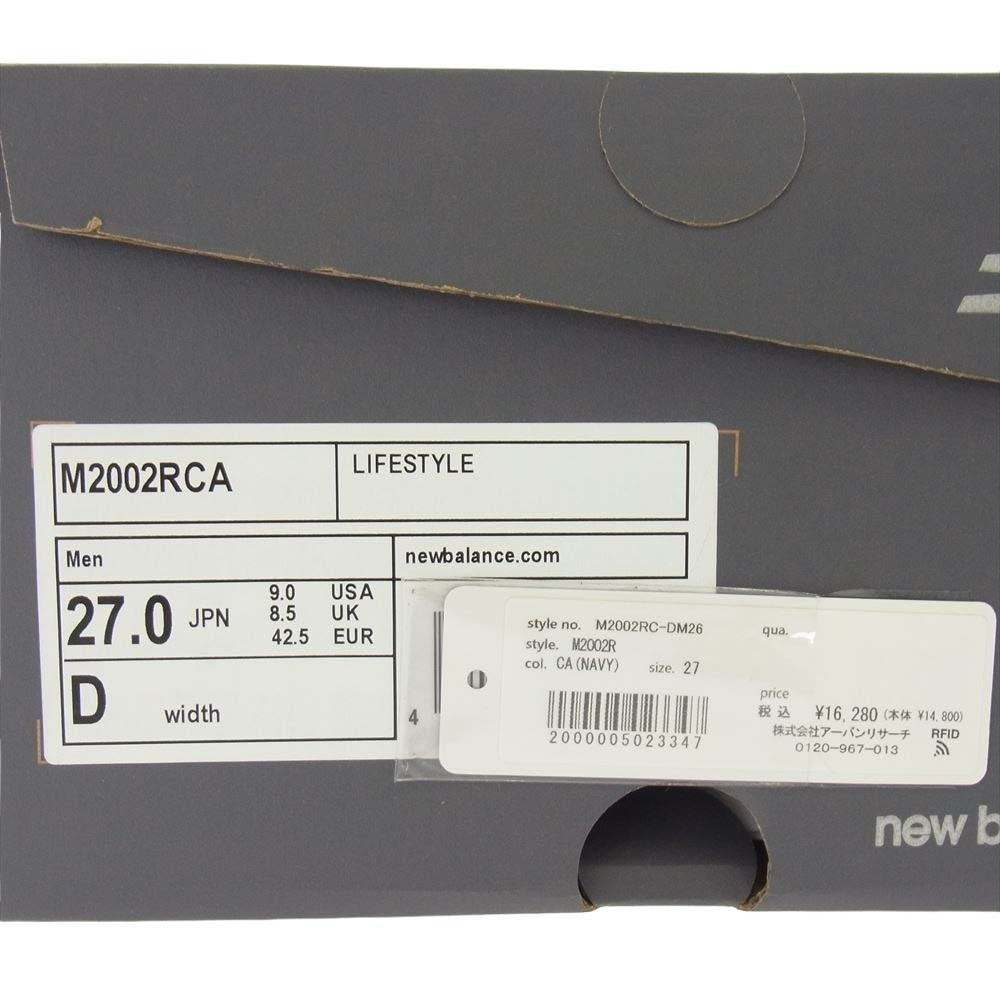 M2002RCA
LIFESTYLE
Men
newbalance.com
27.0 JPN
9.0 USA
8.5 UK
42.5 EUR
D width
4
style no. M2002RC-DM26 qua.
style. M2002R
col. CA(NAVY) size. 27
2000005023347
price
税込 ¥16,280 (本体 ¥14,800)
株式会社アーバンリサーチ RFID
0120-967-013
new b